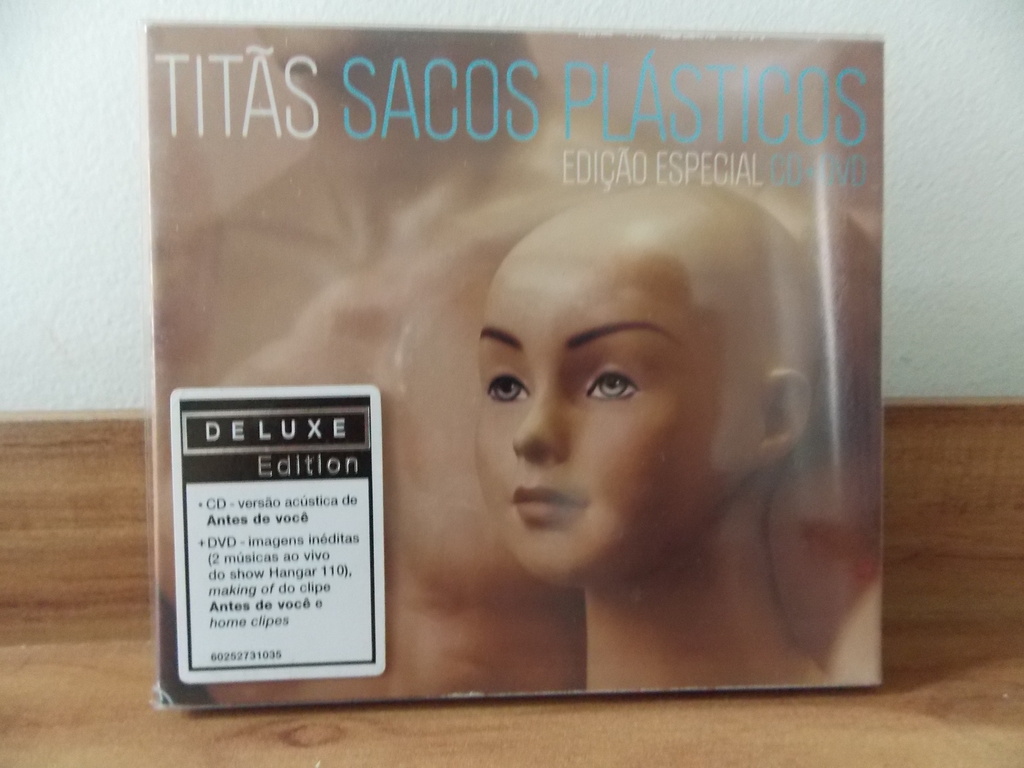 TITÃS SACOS PLÁSTICOS
EDIÇÃO ESPECIAL CD+DVD
DELUXE
Edition
• CD - versão acústica de
Antes de você
+ DVD - imagens inéditas
(2 músicas ao vivo
do show Hangar 110),
making of do clipe
Antes de você e
home clipes
60252731035